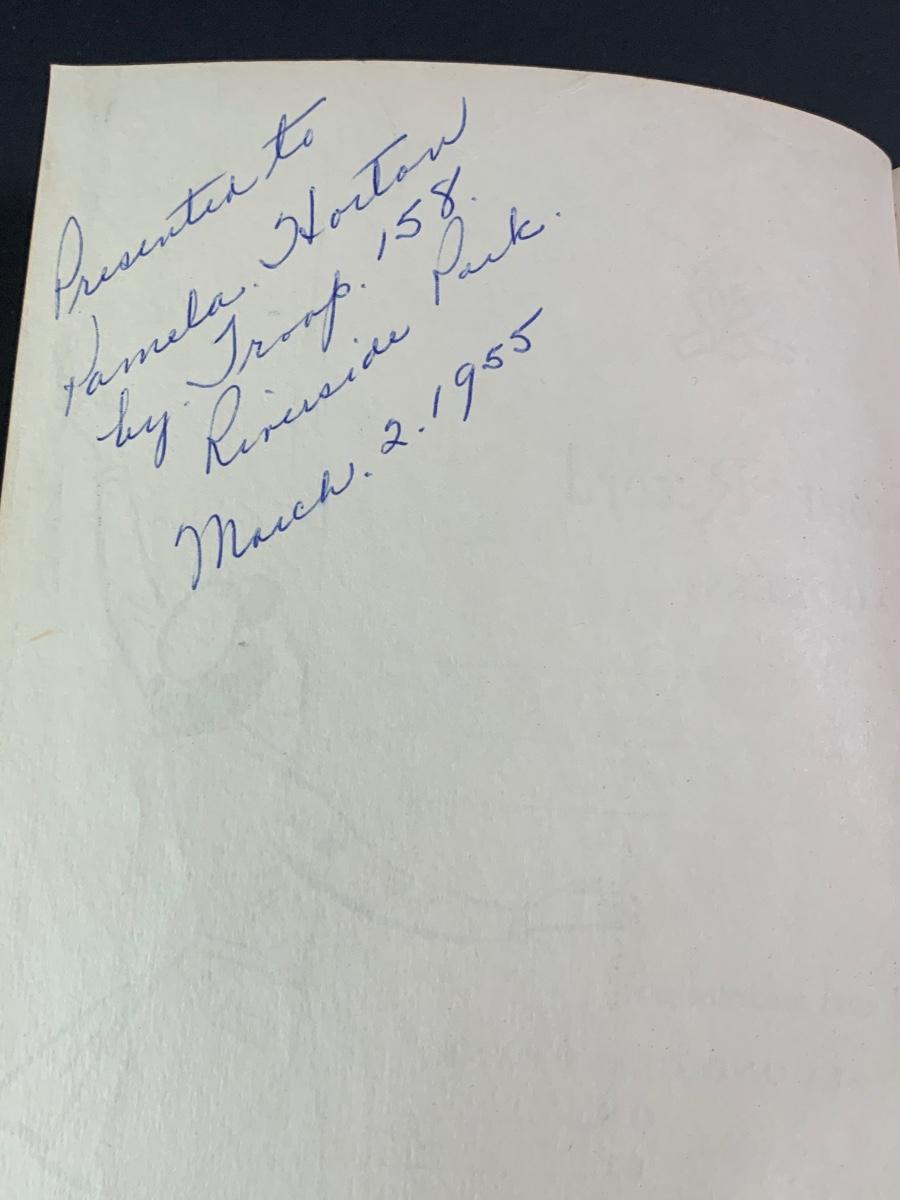 Presented to
Pamela. Horton
by. Troop. 158.
Riverside Park.
March. 2. 1955